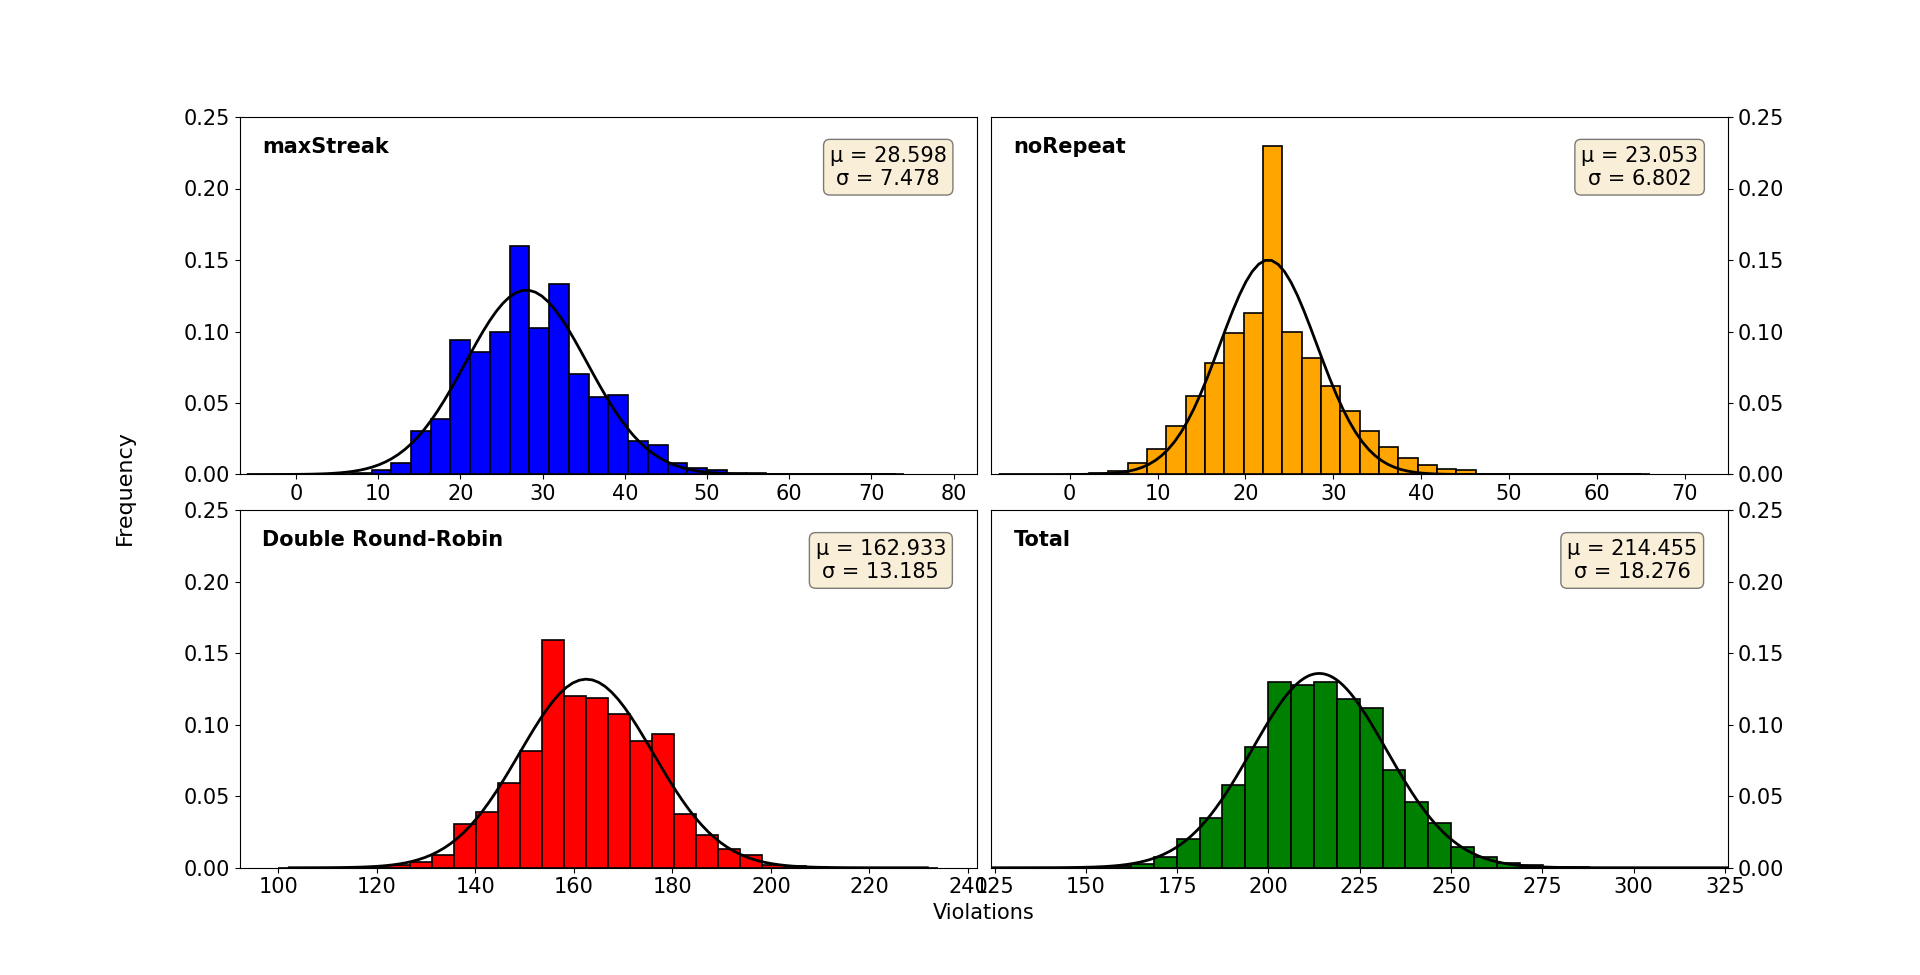 maxStreak
μ = 28.598
σ = 7.478
0.25
0.20
0.15
0.10
0.05
0.00
0 10 20 30 40 50 60 70 80
noRepeat
μ = 23.053
σ = 6.802
0.25
0.20
0.15
0.10
0.05
0.00
0 10 20 30 40 50 60 70
Frequency
Double Round-Robin
μ = 162.933
σ = 13.185
0.25
0.20
0.15
0.10
0.05
0.00
100 120 140 160 180 200 220 240
Total
μ = 214.455
σ = 18.276
0.25
0.20
0.15
0.10
0.05
0.00
125 150 175 200 225 250 275 300 325
Violations